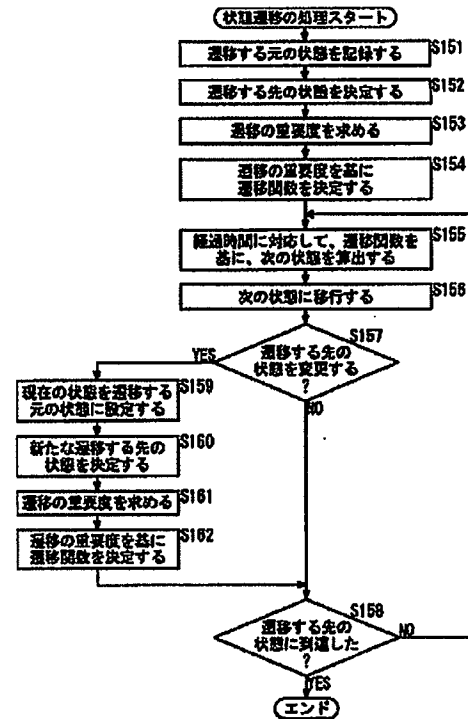 状態遷移の処理スタート
遷移する元の状態を記録する
S151
遷移する先の状態を決定する
S152
遷移の重要度を求める
S153
遷移の重要度を基に
遷移関数を決定する
S154
経過時間に対応して、遷移関数を
基に、次の状態を算出する
S155
次の状態に移行する
S156
遷移する先の
状態を変更する
?
S157
YES
NO
現在の状態を遷移する
元の状態に設定する
S159
新たな遷移する先の
状態を決定する
S160
遷移の重要度を求める
S161
遷移の重要度を基に
遷移関数を決定する
S162
遷移する先の
状態に到達した
?
S158
NO
YES
エンド